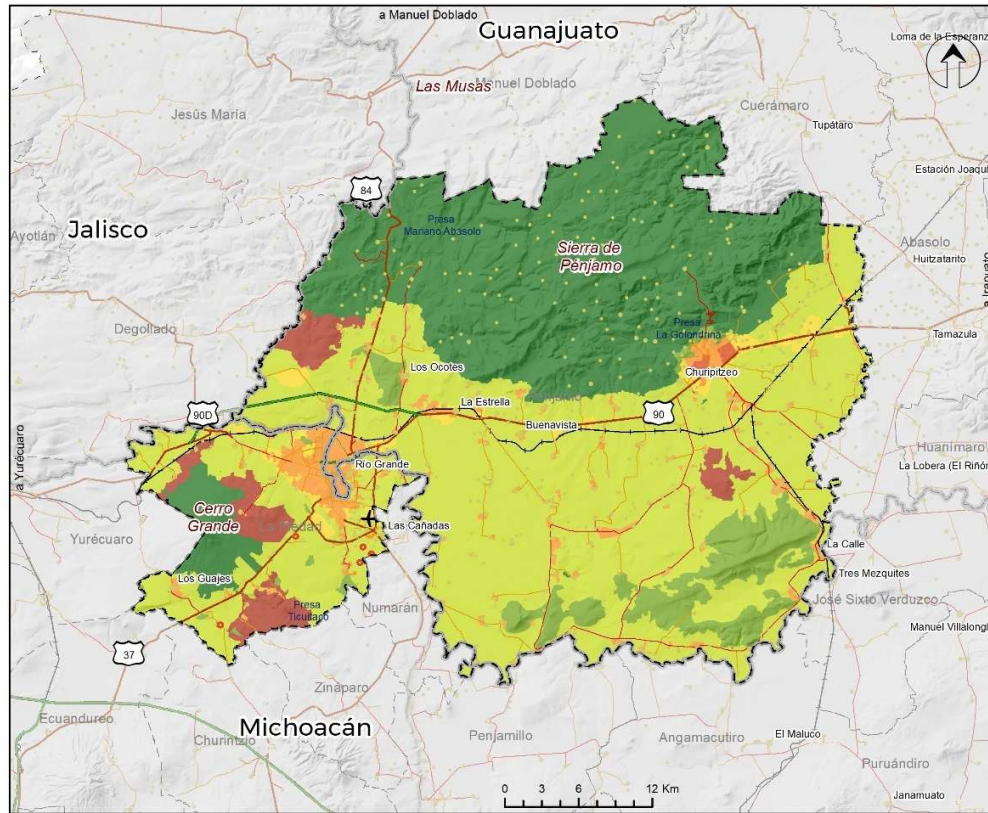 a Manuel Doblado
Guanajuato
Loma de la Esperanz
Las Musas
Manuel Doblado
Jesús María
Cuerámaro
Tupátaro
Estación Joaqui
84
Jalisco
Ayotlán
Presa
Mariano Abasolo
Sierra de
Pénjamo
Abasolo
Huitzatarito
a Irapuato
Degollado
Presa
La Golondrina
Tamazula
Los Ocotes
Churipitzeo
90D
La Estrella
90
Buenavista
a Yurécuaro
Huanímaro
Río Grande
La Lobera (El Riñón
Cerro
Grande
La Piedad
Las Cañadas
Yurécuaro
La Calle
Los Guajes
Tres Mezquites
Presa
Ticuitaco
Numarán
José Sixto Verduzco
Manuel Villalong
37
Zináparo
Ecuandureo
Michoacán
Churintzio
Penjamillo
Angamacutiro
El Maluco
Puruándiro
0 3 6 12 Km
Janamuato